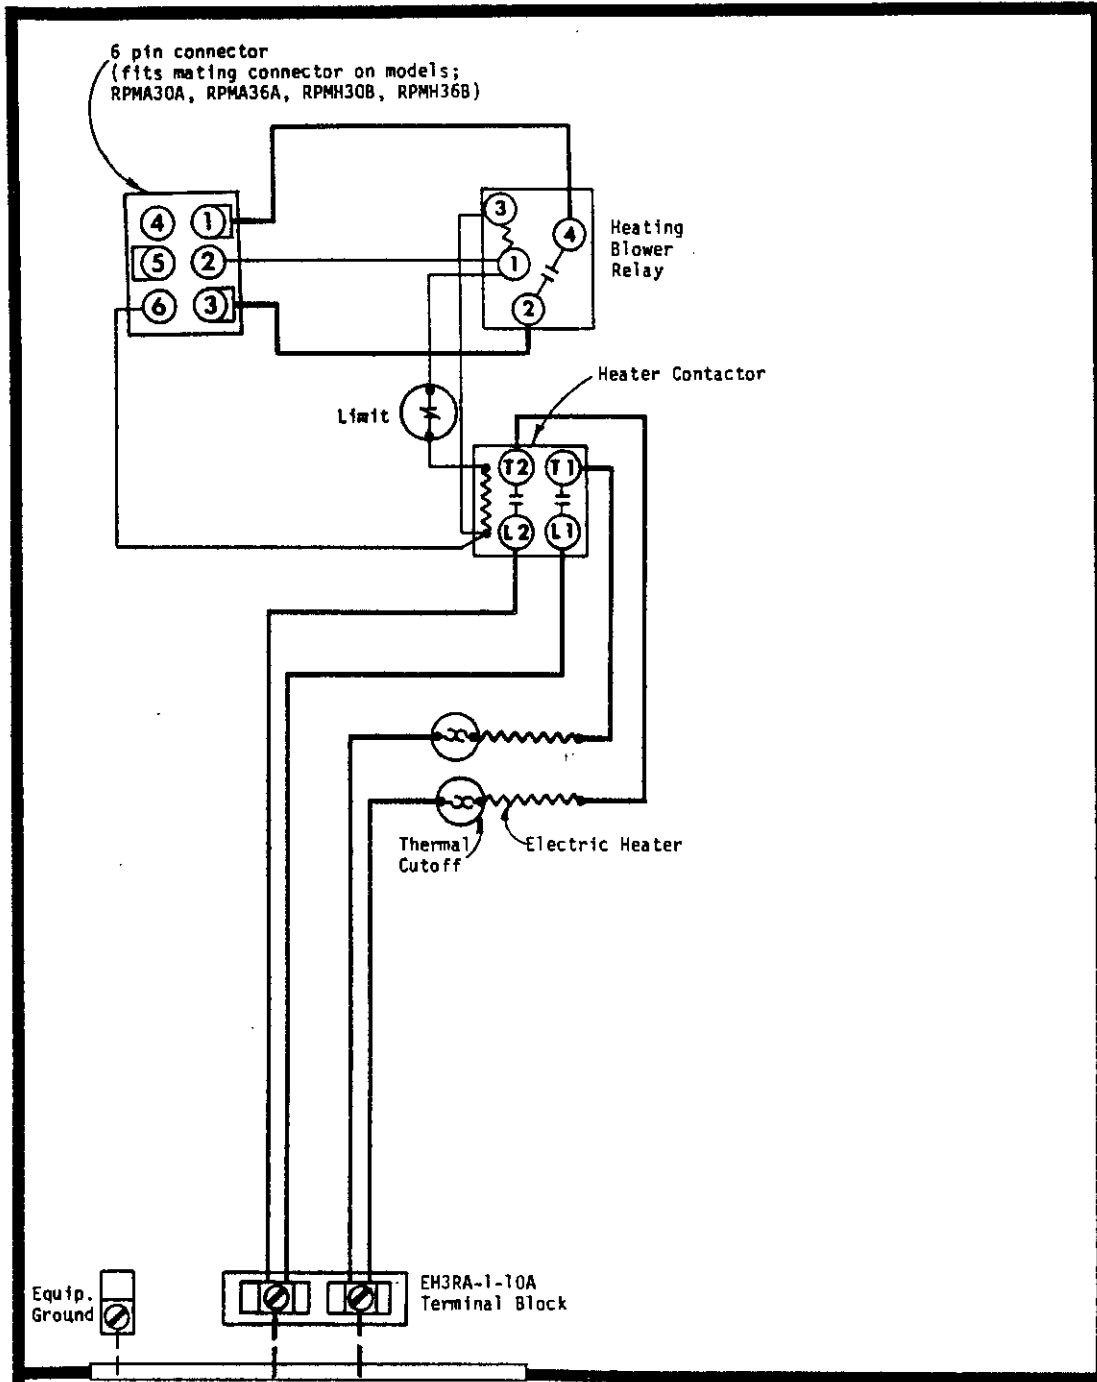 6 pin connector
(fits mating connector on models;
RPMA30A, RPMA36A, RPMH30B, RPMH36B)
4 1
5 2
6 3
3
4
1
2
Heating
Blower
Relay
Heater Contactor
Limit
T2 T1
L2 L1
Thermal
Cutoff
Electric Heater
EH3RA-1-10A
Terminal Block
Equip.
Ground